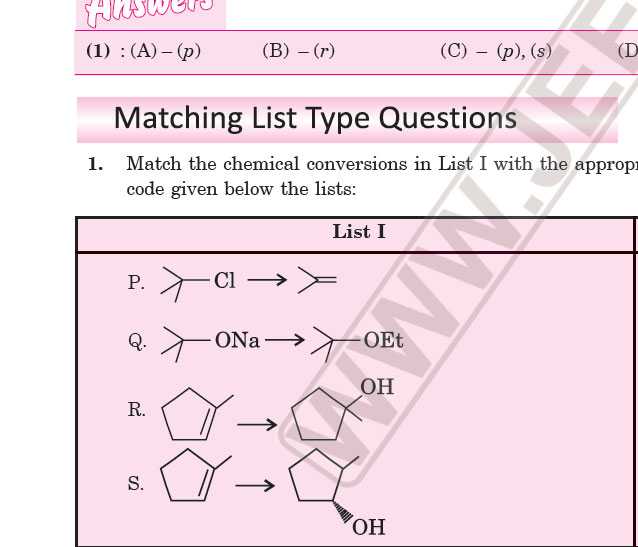 Answers
(1) : (A) – (p) (B) – (r) (C) – (p), (s) (D
Matching List Type Questions
1. Match the chemical conversions in List I with the appropr
code given below the lists:
List I
P. Cl
Q. ONa OEt
OH
R.
S.
OH
WWW.JEE